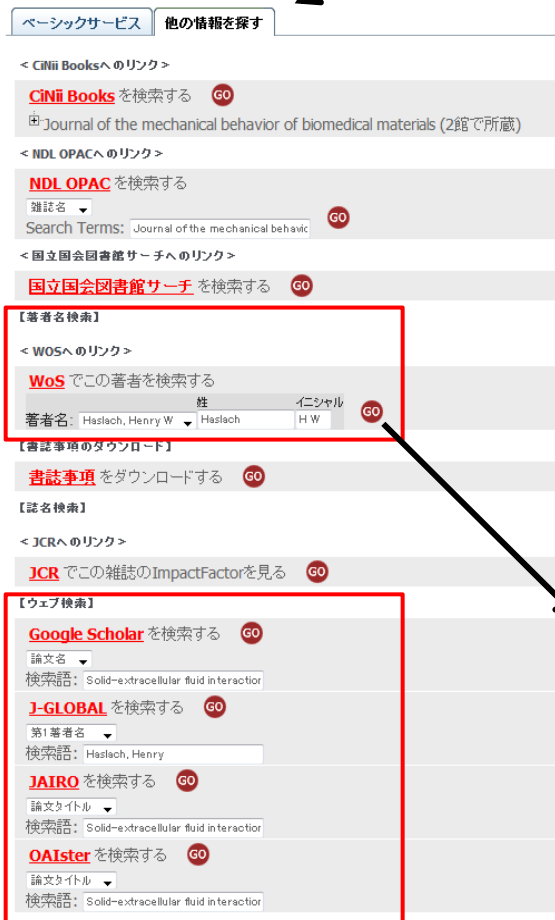 ベーシックサービス 他の情報を探す
< CiNii Booksへのリンク >
CiNii Books を検索する GO
Journal of the mechanical behavior of biomedical materials (2館で所蔵)
< NDL OPACへのリンク >
NDL OPAC を検索する
雑誌名
Search Terms: Journal of the mechanical behavic GO
< 国立国会図書館サーチへのリンク >
国立国会図書館サーチ を検索する GO
【著者名検索】
< WOSへのリンク >
WoS でこの著者を検索する
姓 イニシャル
著者名: Haslach, Henry W Haslach H W GO
【書誌事項のダウンロード】
書誌事項 をダウンロードする GO
【誌名検索】
< JCRへのリンク >
JCR でこの雑誌のImpactFactorを見る GO
【ウェブ検索】
Google Scholar を検索する GO
論文名
検索語: Solid-extracellular fluid interactior
J-GLOBAL を検索する GO
第1著者名
検索語: Haslach, Henry
JAIRO を検索する GO
論文タイトル
検索語: Solid-extracellular fluid interactior
OAIster を検索する GO
論文タイトル
検索語: Solid-extracellular fluid interactior